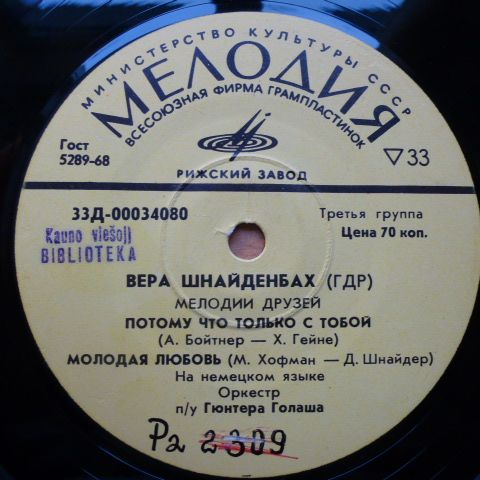 МИНИСТЕРСТВО КУЛЬТУРЫ СССР
МЕЛОДИЯ
ВСЕСОЮЗНАЯ ФИРМА ГРАМПЛАСТИНОК
Гост
5289-68
▽33
РИЖСКИЙ ЗАВОД
33Д-00034080
Третья группа
Цена 70 коп.
Kauno viešoji
BIBLIOTEKA
ВЕРА ШНАЙДЕНБАХ (ГДР)
МЕЛОДИИ ДРУЗЕЙ
ПОТОМУ ЧТО ТОЛЬКО С ТОБОЙ
(А. Бойтнер — Х. Гейне)
МОЛОДАЯ ЛЮБОВЬ (М. Хофман — Д. Шнайдер)
На немецком языке
Оркестр
п/у Гюнтера Голаша
Pa 2309